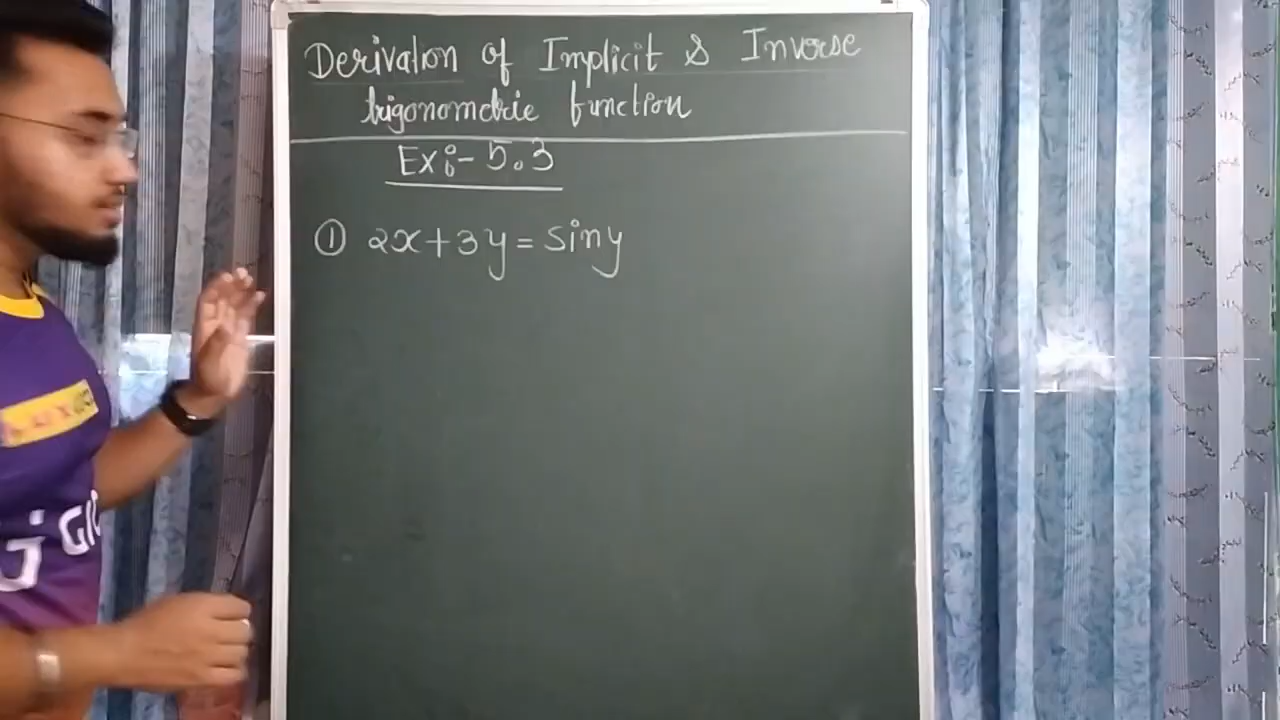 Derivation of Implicit & Inverse
trigonometric function
Ex:- 5.3
① 2x+3y=siny